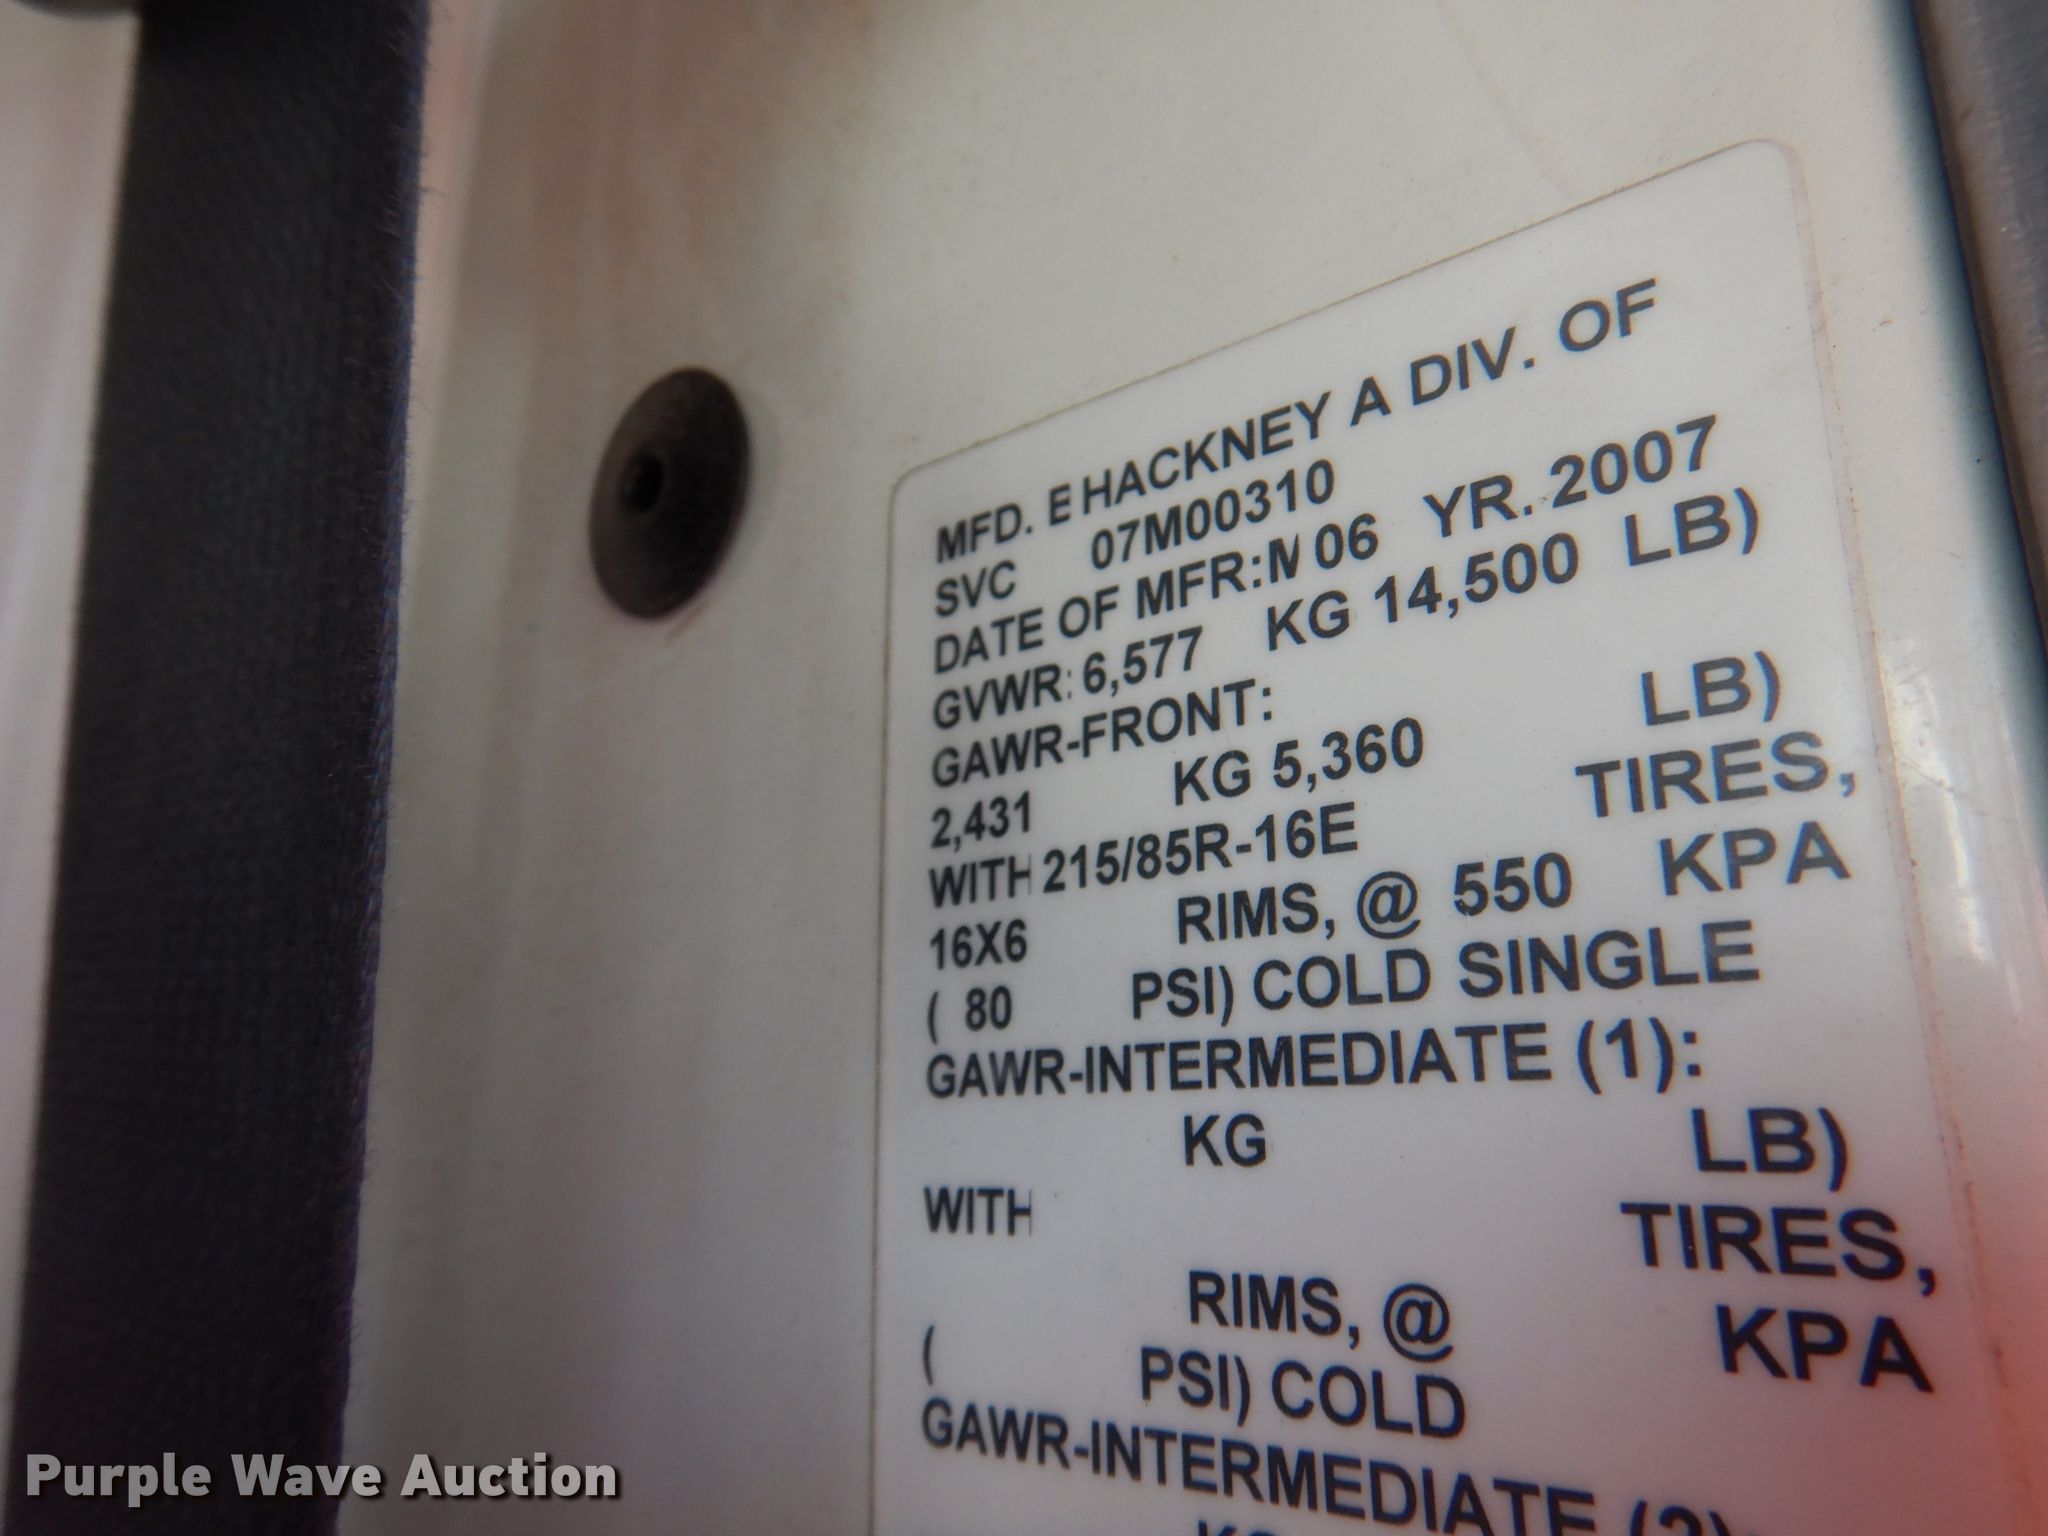 MFD. E HACKNEY A DIV. OF
SVC 07M00310
DATE OF MFR:M 06 YR. 2007
GVWR: 6,577 KG 14,500 LB)
GAWR-FRONT:
2,431 KG 5,360 LB)
WITH 215/85R-16E TIRES,
16X6 RIMS, @ 550 KPA
( 80 PSI) COLD SINGLE
GAWR-INTERMEDIATE (1):
KG LB)
WITH TIRES,
RIMS, @ KPA
( PSI) COLD
GAWR-INTERMEDIATE (2):
KG
Purple Wave Auction